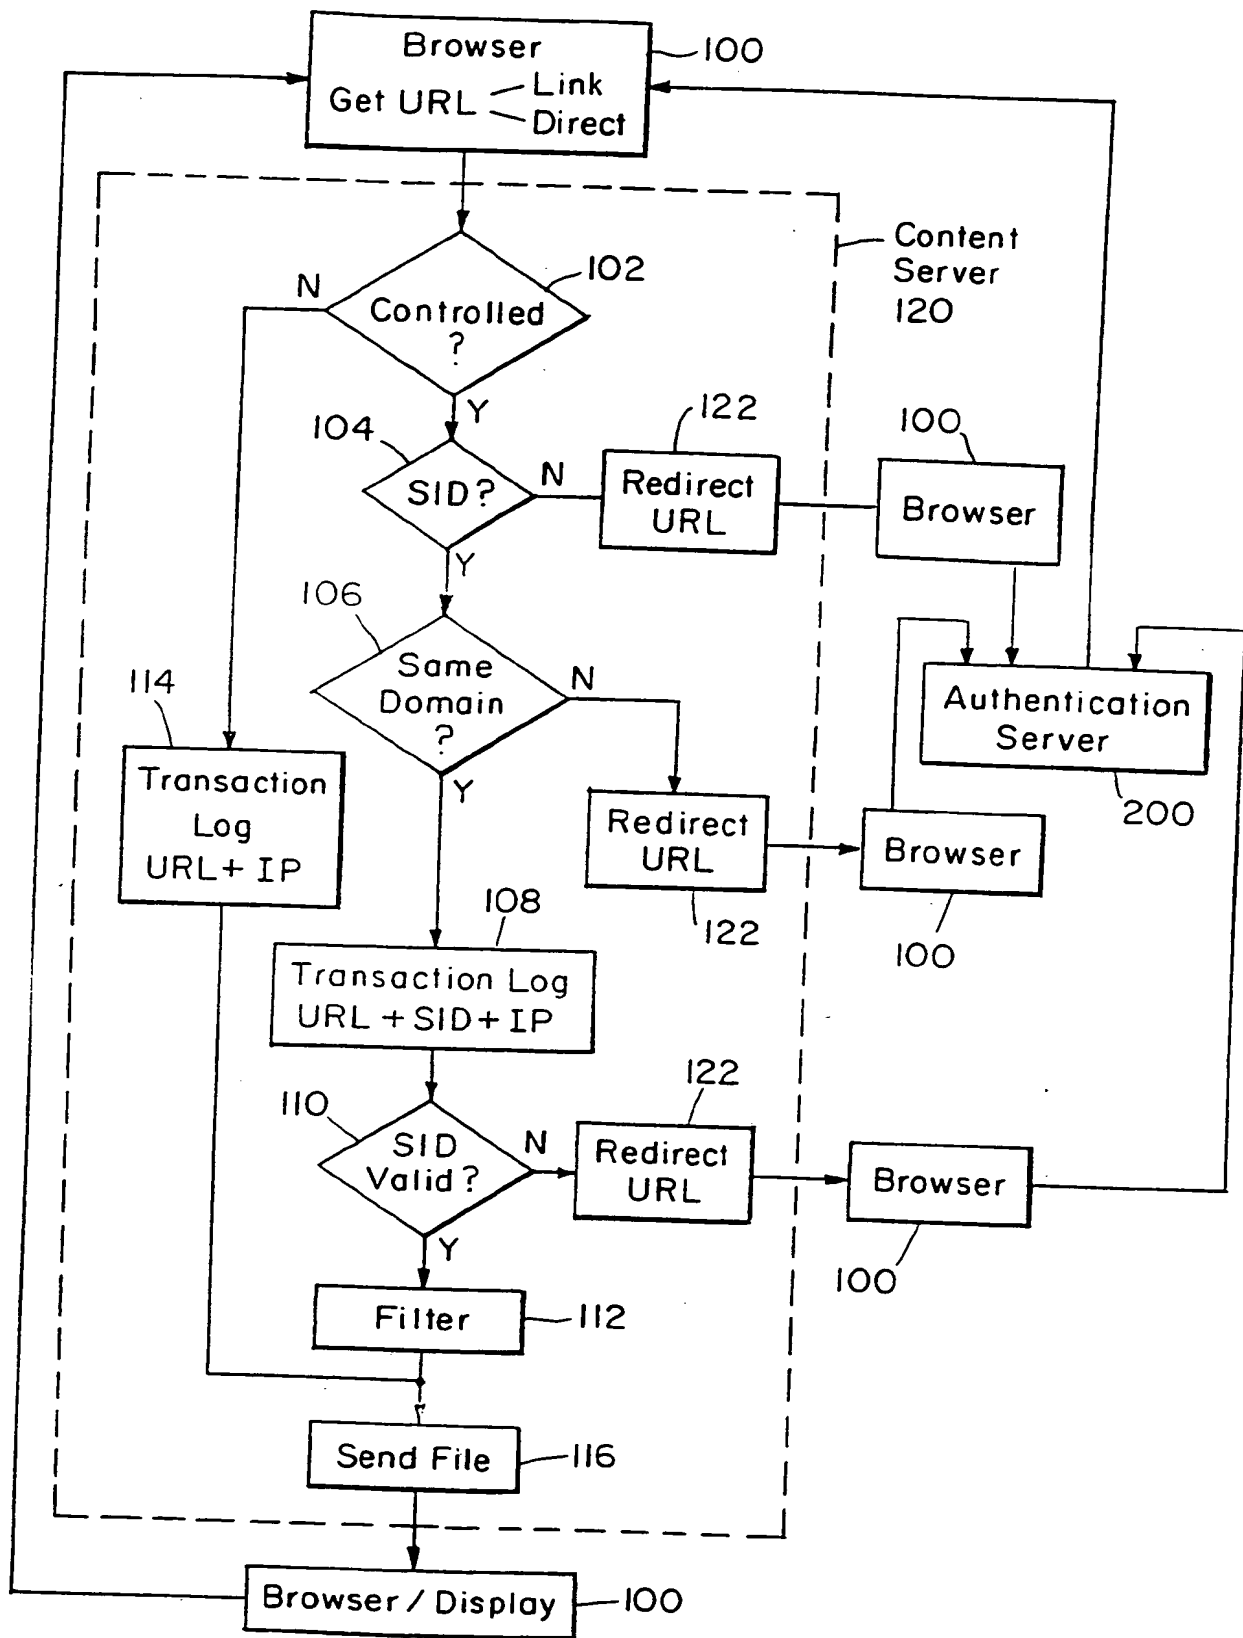 Browser
100
Get URL
Link
Direct
Content
Server
120
102
N
Controlled
?
Y
104
SID?
N
122
Redirect
URL
100
Browser
Y
106
Same
Domain
?
N
Y
114
Transaction
Log
URL+ IP
Authentication
Server
200
Redirect
URL
122
Browser
100
108
Transaction Log
URL + SID + IP
110
SID
Valid?
N
122
Redirect
URL
Browser
100
Y
Filter
112
Send File
116
Browser / Display
100